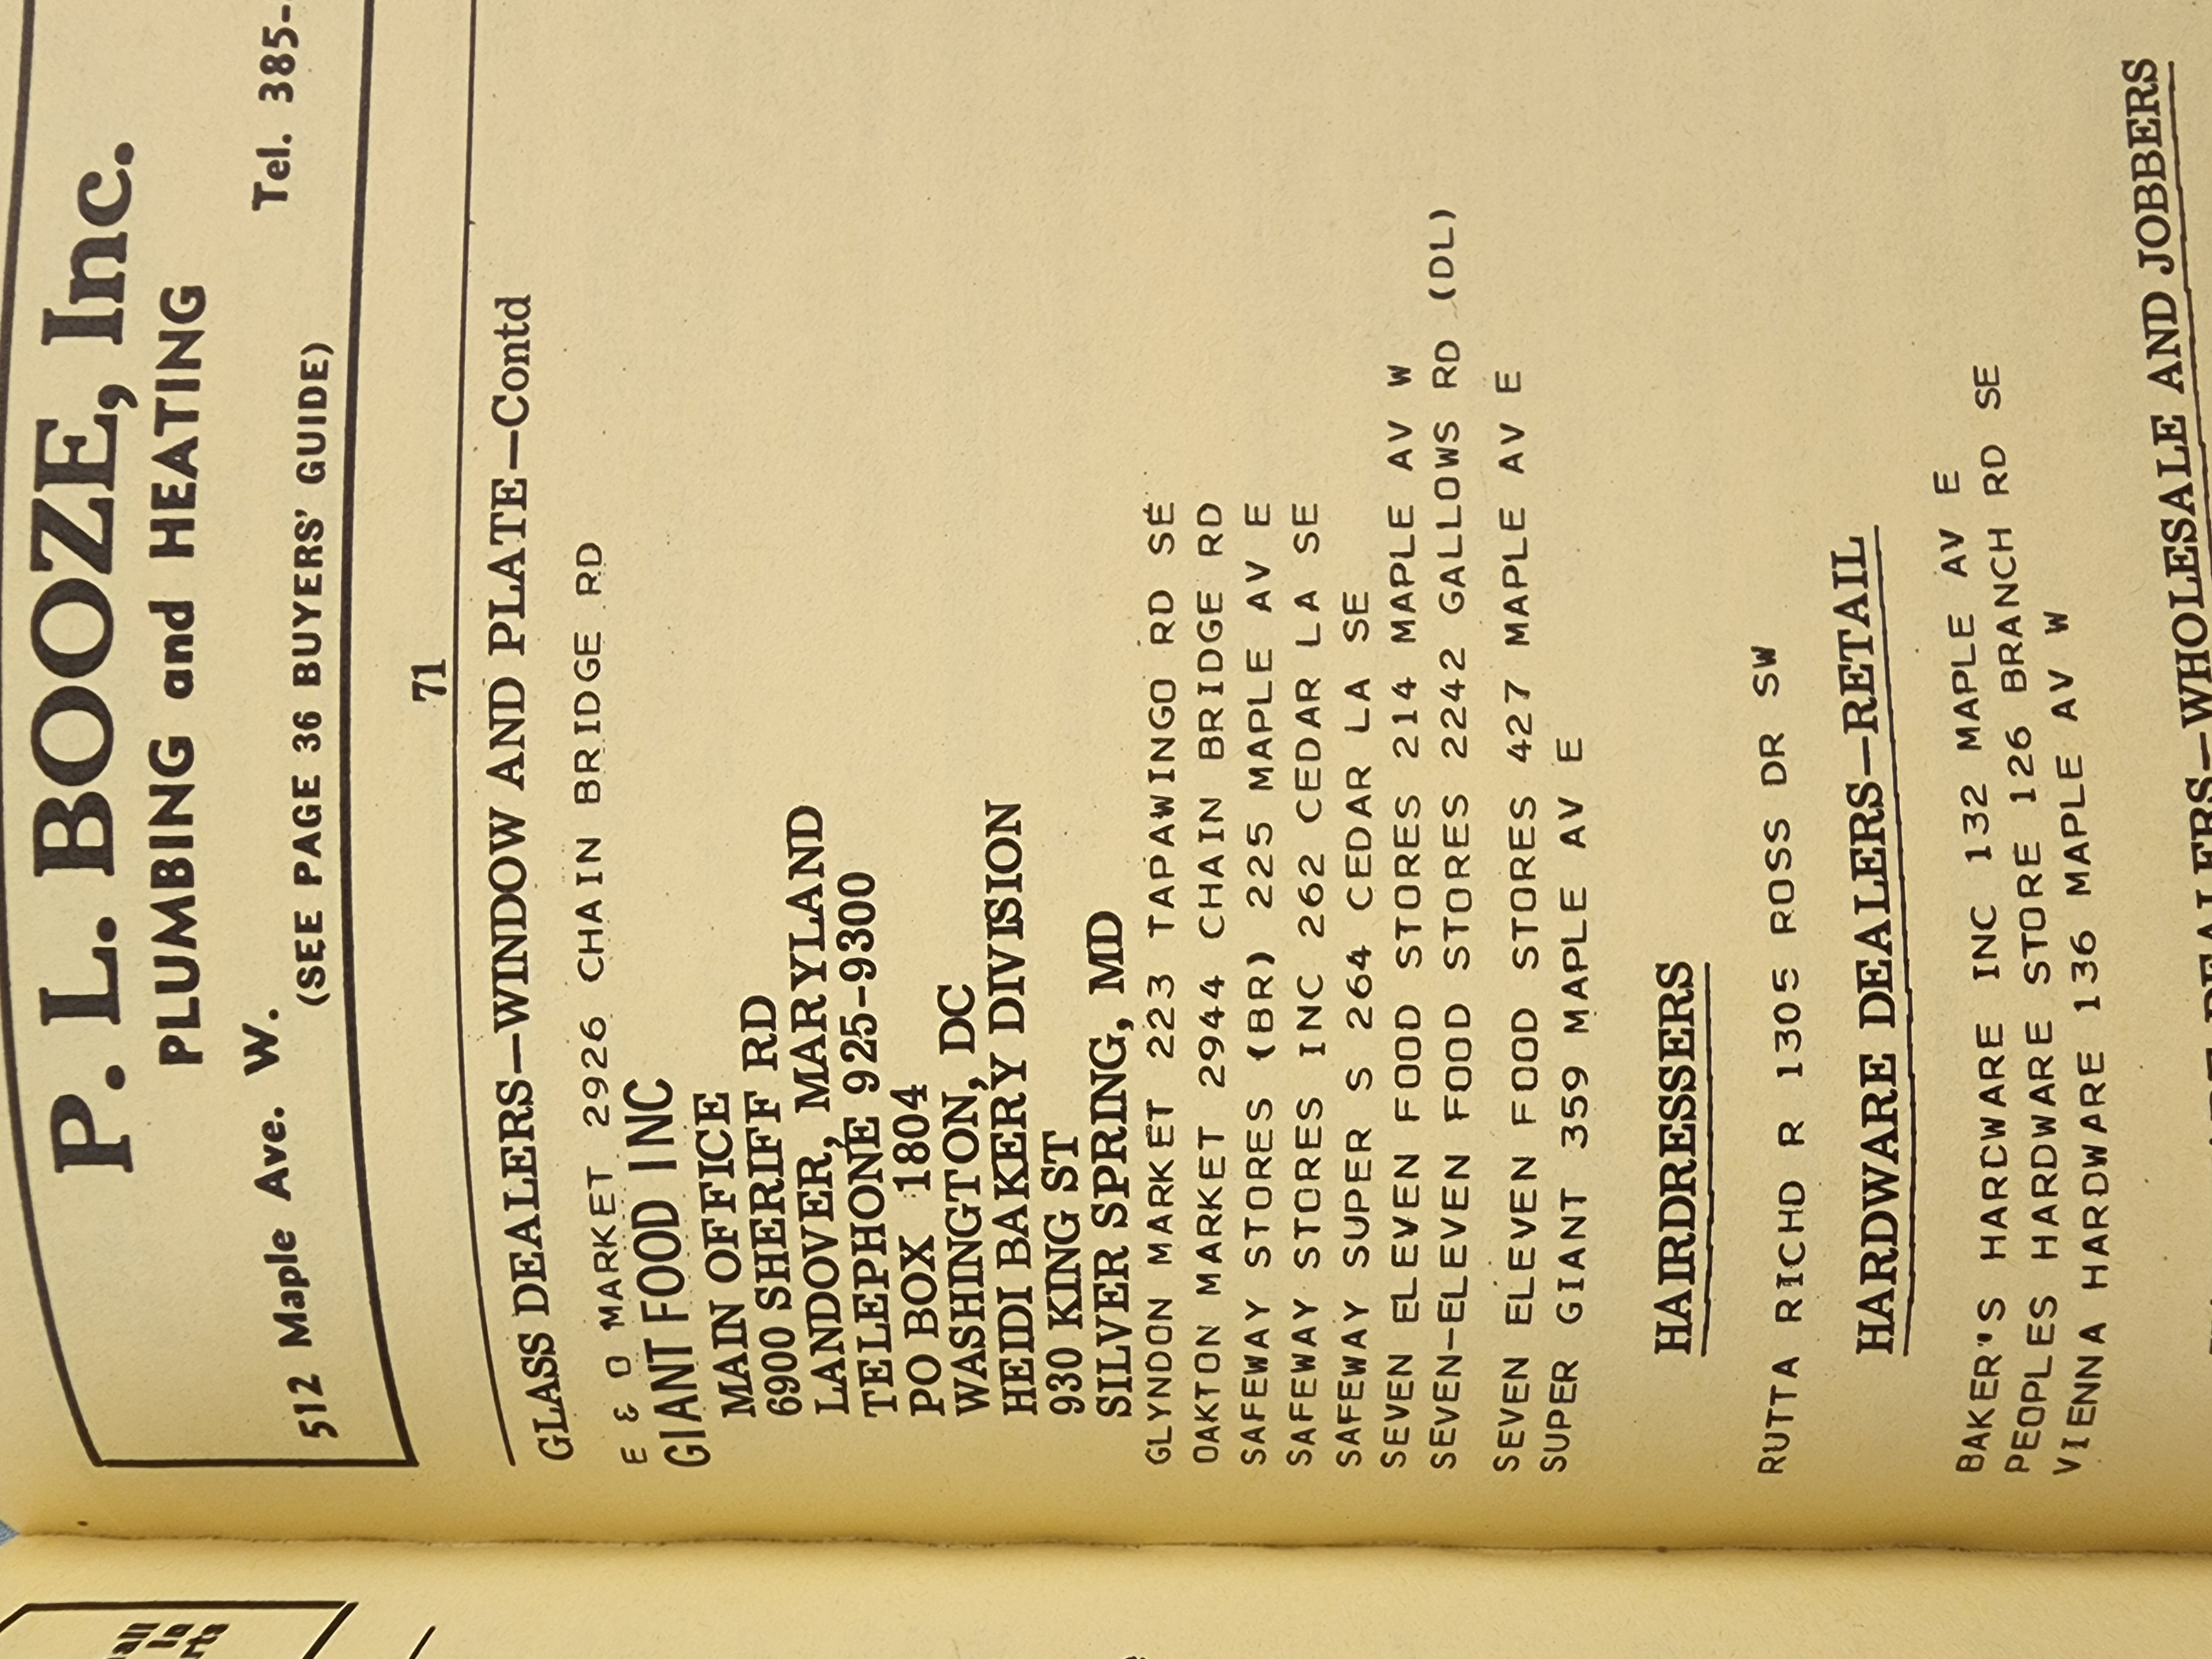 P. L. BOOZE, Inc.
PLUMBING and HEATING
512 Maple Ave. W. Tel. 385-
(SEE PAGE 36 BUYERS' GUIDE)
71
GLASS DEALERS—WINDOW AND PLATE—Contd
E & O MARKET 2926 CHAIN BRIDGE RD
GIANT FOOD INC
MAIN OFFICE
6900 SHERIFF RD
LANDOVER, MARYLAND
TELEPHONE 925-9300
PO BOX 1804
WASHINGTON, DC
HEIDI BAKERY DIVISION
930 KING ST
SILVER SPRING, MD
GLYNDON MARKET 223 TAPAWINGO RD SE
OAKTON MARKET 2944 CHAIN BRIDGE RD
SAFEWAY STORES (BR) 225 MAPLE AV E
SAFEWAY STORES INC 262 CEDAR LA SE
SAFEWAY SUPER S 264 CEDAR LA SE
SEVEN ELEVEN FOOD STORES 214 MAPLE AV W
SEVEN-ELEVEN FOOD STORES 2242 GALLOWS RD (DL)
SEVEN ELEVEN FOOD STORES 427 MAPLE AV E
SUPER GIANT 359 MAPLE AV E
HAIRDRESSERS
RUTTA RICHD R 1305 ROSS DR SW
HARDWARE DEALERS—RETAIL
BAKER'S HARDWARE INC 132 MAPLE AV E
PEOPLES HARDWARE STORE 126 BRANCH RD SE
VIENNA HARDWARE 136 MAPLE AV W
DEALERS—WHOLESALE AND JOBBERS